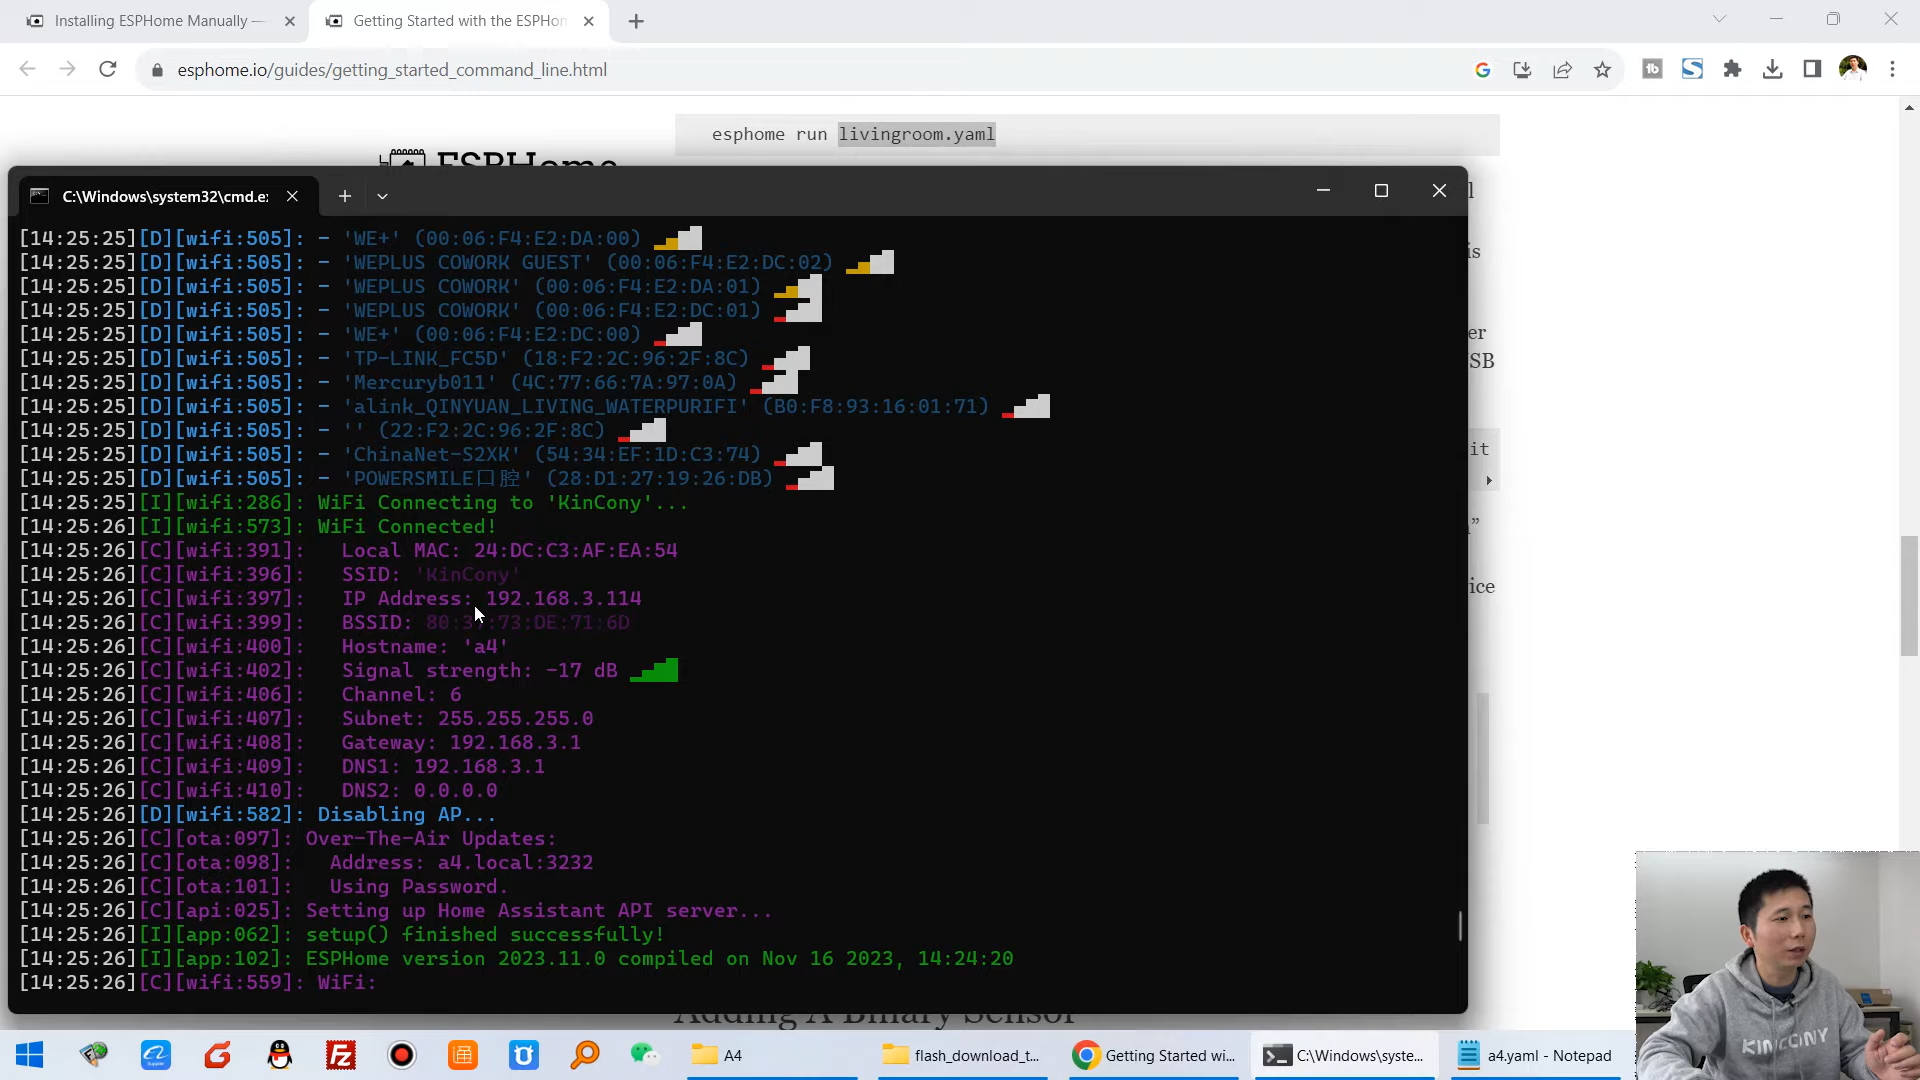 Installing ESPHome Manually —
Getting Started with the ESPHom
esphome.io/guides/getting_started_command_line.html
esphome run livingroom.yaml
ESPHome
C:\Windows\system32\cmd.e:
[14:25:25][D][wifi:505]: - 'WE+' (00:06:F4:E2:DA:00)
[14:25:25][D][wifi:505]: - 'WEPLUS COWORK GUEST' (00:06:F4:E2:DC:02)
[14:25:25][D][wifi:505]: - 'WEPLUS COWORK' (00:06:F4:E2:DA:01)
[14:25:25][D][wifi:505]: - 'WEPLUS COWORK' (00:06:F4:E2:DC:01)
[14:25:25][D][wifi:505]: - 'WE+' (00:06:F4:E2:DC:00)
[14:25:25][D][wifi:505]: - 'TP-LINK_FC5D' (18:F2:2C:96:2F:8C)
[14:25:25][D][wifi:505]: - 'Mercuryb011' (4C:77:66:7A:97:0A)
[14:25:25][D][wifi:505]: - 'alink_QINYUAN_LIVING_WATERPURIFI' (B0:F8:93:16:01:71)
[14:25:25][D][wifi:505]: - '' (22:F2:2C:96:2F:8C)
[14:25:25][D][wifi:505]: - 'ChinaNet-S2XK' (54:34:EF:1D:C3:74)
[14:25:25][D][wifi:505]: - 'POWERSMILE口腔' (28:D1:27:19:26:DB)
[14:25:25][I][wifi:286]: WiFi Connecting to 'KinCony'...
[14:25:26][I][wifi:573]: WiFi Connected!
[14:25:26][C][wifi:391]: Local MAC: 24:DC:C3:AF:EA:54
[14:25:26][C][wifi:396]: SSID: 'KinCony'
[14:25:26][C][wifi:397]: IP Address: 192.168.3.114
[14:25:26][C][wifi:399]: BSSID:
[14:25:26][C][wifi:400]: Hostname: 'a4'
[14:25:26][C][wifi:402]: Signal strength: -17 dB
[14:25:26][C][wifi:406]: Channel: 6
[14:25:26][C][wifi:407]: Subnet: 255.255.255.0
[14:25:26][C][wifi:408]: Gateway: 192.168.3.1
[14:25:26][C][wifi:409]: DNS1: 192.168.3.1
[14:25:26][C][wifi:410]: DNS2: 0.0.0.0
[14:25:26][D][wifi:582]: Disabling AP...
[14:25:26][C][ota:097]: Over-The-Air Updates:
[14:25:26][C][ota:098]: Address: a4.local:3232
[14:25:26][C][ota:101]: Using Password.
[14:25:26][C][api:025]: Setting up Home Assistant API server...
[14:25:26][I][app:062]: setup() finished successfully!
[14:25:26][I][app:102]: ESPHome version 2023.11.0 compiled on Nov 16 2023, 14:24:20
[14:25:26][C][wifi:559]: WiFi:
l
is
er
SB
it
”
ice
Adding A Binary Sensor
KINCONY
A4
flash_download_t...
Getting Started wi...
C:\Windows\syste...
a4.yaml - Notepad